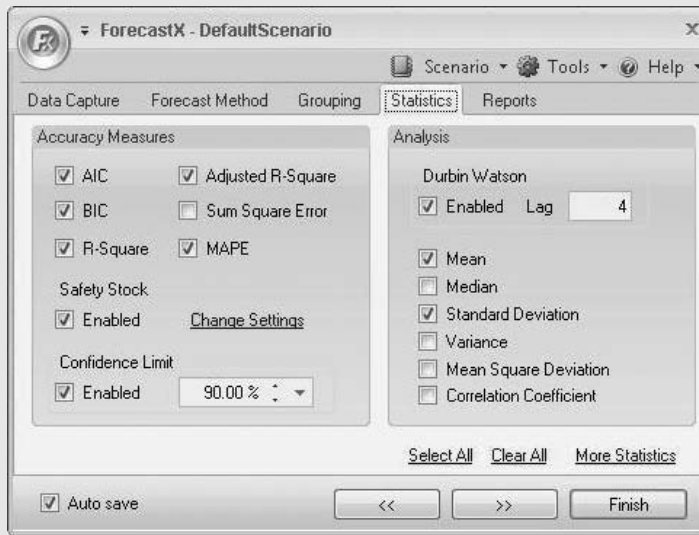 ForecastX - DefaultScenario
Scenario Tools Help
Data Capture Forecast Method Grouping Statistics Reports
Accuracy Measures
AIC Adjusted R-Square
BIC Sum Square Error
R-Square MAPE
Safety Stock
Enabled Change Settings
Confidence Limit
Enabled 90.00 %
Analysis
Durbin Watson
Enabled Lag 4
Mean
Median
Standard Deviation
Variance
Mean Square Deviation
Correlation Coefficient
Select All Clear All More Statistics
Auto save << >> Finish